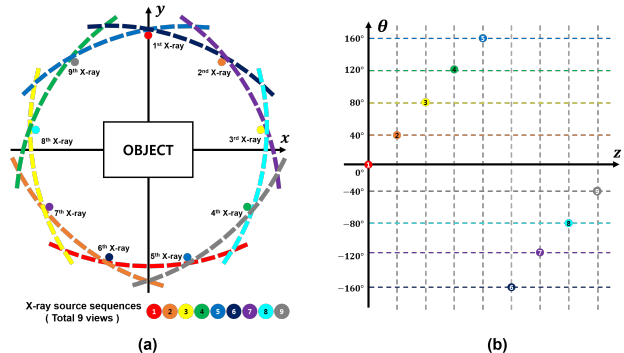 y
1st X-ray
9th X-ray
2nd X-ray
8th X-ray
3rd X-ray
x
OBJECT
7th X-ray
4th X-ray
6th X-ray
5th X-ray
X-ray source sequences
( Total 9 views )
1 2 3 4 5 6 7 8 9
(a)
θ
160°
5
120°
4
80°
3
40°
2
1
z
0°
-40°
9
-80°
8
-120°
7
-160°
6
(b)